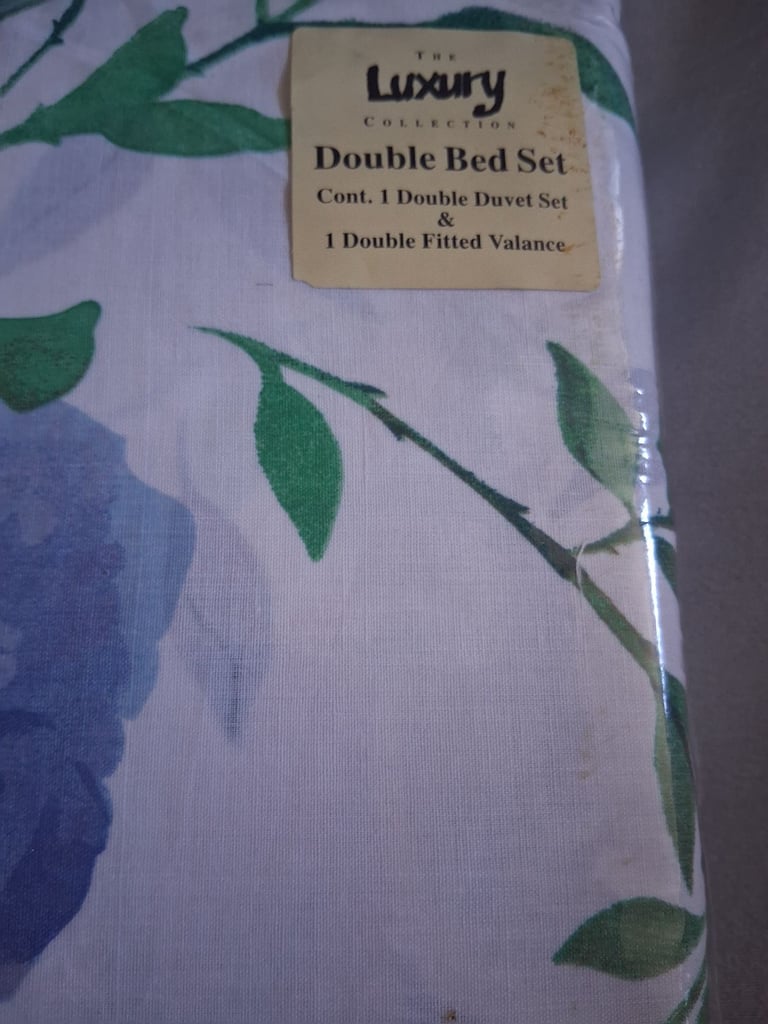 THE
Luxury
COLLECTION
Double Bed Set
Cont. 1 Double Duvet Set
&
1 Double Fitted Valance